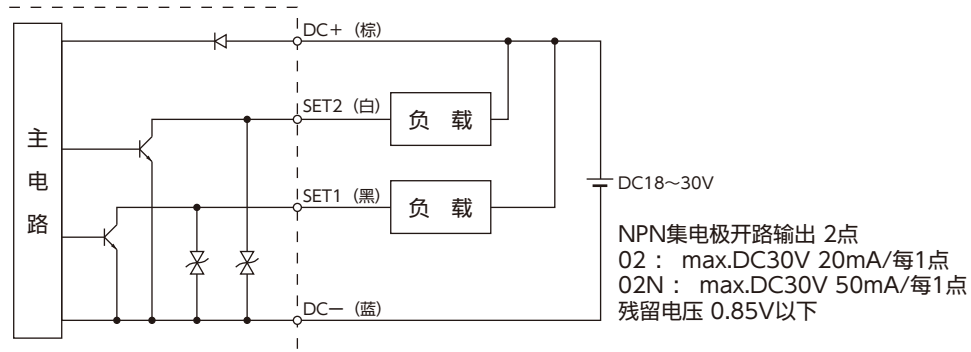 DC＋（棕）
SET2（白）
负 载
主电路
SET1（黑）
负 载
DC18～30V
DC－（蓝）
NPN集电极开路输出 2点
02： max.DC30V 20mA/每1点
02N： max.DC30V 50mA/每1点
残留电压 0.85V以下